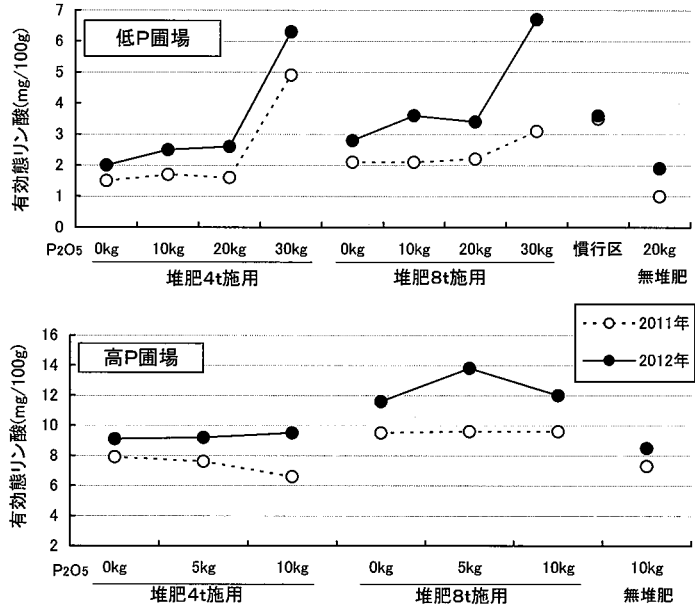 低P圃場
有効態リン酸(mg/100g)
7
6
5
4
3
2
1
0
P2O5 0kg 10kg 20kg 30kg 0kg 10kg 20kg 30kg 慣行区 20kg
堆肥4t施用 堆肥8t施用 無堆肥
2011年
2012年
高P圃場
有効態リン酸(mg/100g)
16
14
12
10
8
6
4
2
P2O5 0kg 5kg 10kg 0kg 5kg 10kg 10kg
堆肥4t施用 堆肥8t施用 無堆肥